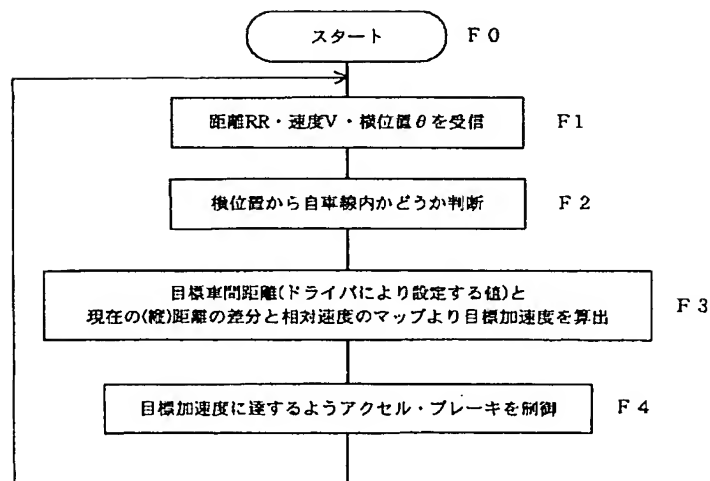 スタート F 0
距離RR・速度V・横位置θを受信 F 1
横位置から自車線内かどうか判断 F 2
目標車間距離(ドライバにより設定する値)と
現在の(縦)距離の差分と相対速度のマップより目標加速度を算出 F 3
目標加速度に達するようアクセル・ブレーキを制御 F 4